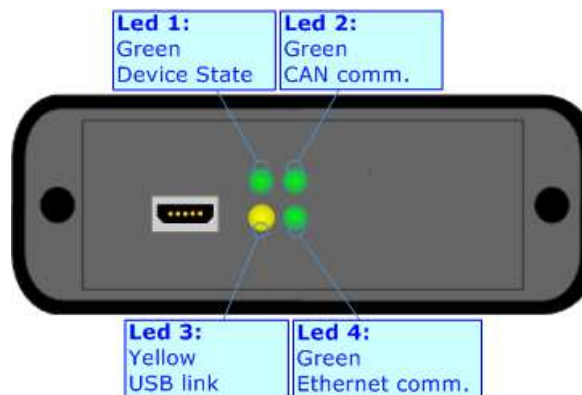 Led 1:
Green
Device State
Led 2:
Green
CAN comm.
Led 3:
Yellow
USB link
Led 4:
Green
Ethernet comm.